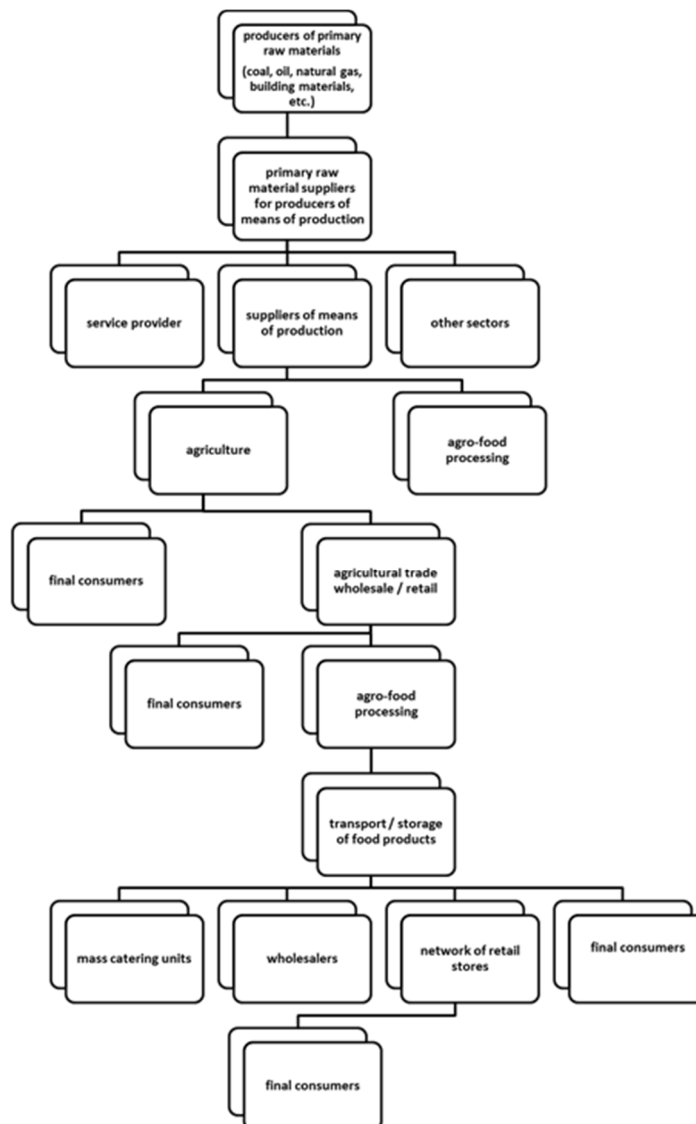 producers of primary
raw materials
(coal, oil, natural gas,
building materials,
etc.)
primary raw
material suppliers
for producers of
means of production
service provider
suppliers of means
of production
other sectors
agriculture
agro-food
processing
final consumers
agricultural trade
wholesale / retail
final consumers
agro-food
processing
transport / storage
of food products
mass catering units
wholesalers
network of retail
stores
final consumers
final consumers